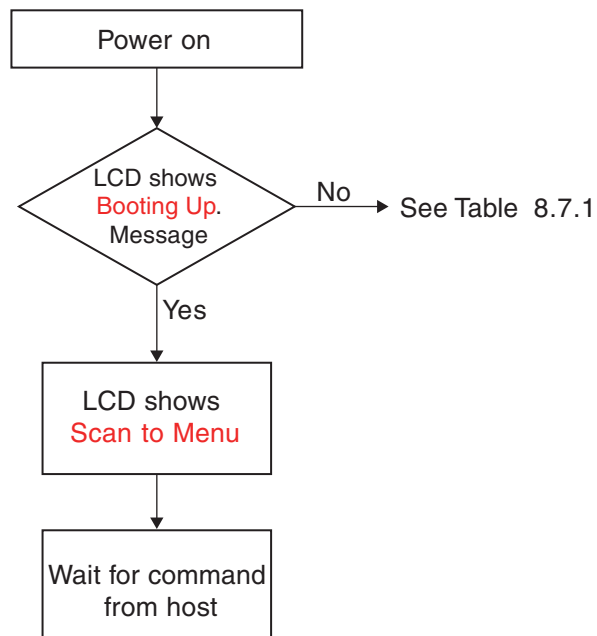 Power on
LCD shows
Booting Up.
Message
No
See Table 8.7.1
Yes
LCD shows
Scan to Menu
Wait for command
from host